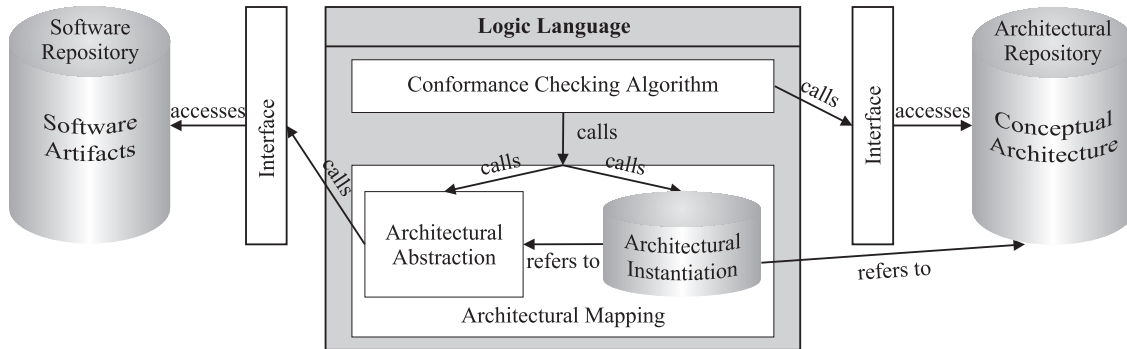 Software
Repository
Software
Artifacts
accesses
Interface
calls
Logic Language
Conformance Checking Algorithm
calls
calls
calls
Architectural
Abstraction
refers to
Architectural
Instantiation
Architectural Mapping
calls
Interface
accesses
refers to
Architectural
Repository
Conceptual
Architecture